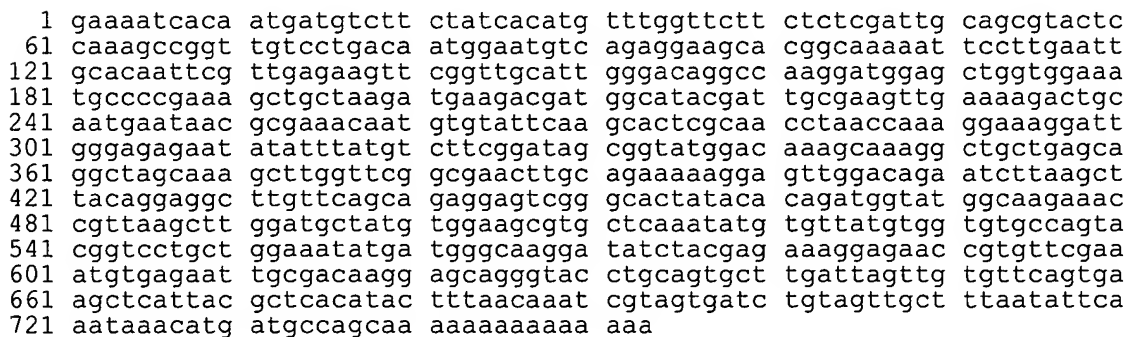 1 gaaaatcaca atgatgtctt ctatcacatg tttggttctt ctctcgattg cagcgtactc
61 caaagccggt tgtcctgaca atggaatgtc agaggaagca cggcaaaaat tccttgaatt
121 gcacaattcg ttgagaagtt cggttgcatt gggacaggcc aaggatggag ctggtggaaa
181 tgccccgaaa gctgctaaga tgaagacgat ggcatacgat tgcgaagttg aaaagactgc
241 aatgaataac gcgaaacaat gtgtattcaa gcactcgcaa cctaaccaaa ggaaaggatt
301 gggagagaat atatttatgt cttcggatag cggtatggac aaagcaaagg ctgctgagca
361 ggctagcaaa gcttggttcg gcgaacttgc agaaaaagga gttggacaga atcttaagct
421 tacaggaggc ttgttcagca gaggagtcgg gcactataca cagatggtat ggcaagaaac
481 cgttaagctt ggatgctatg tggaagcgtg ctcaaatatg tgttatgtgg tgtgccagta
541 cggtcctgct ggaaatatga tgggcaagga tatctacgag aaaggagaac cgtgttcgaa
601 atgtgagaat tgcgacaagg agcagggtac ctgcagtgct tgattagttg tgttcagtga
661 agctcattac gctcacatac tttaacaaat cgtagtgatc tgtagttgct ttaatattca
721 aataaacatg atgccagcaa aaaaaaaaaa aaa